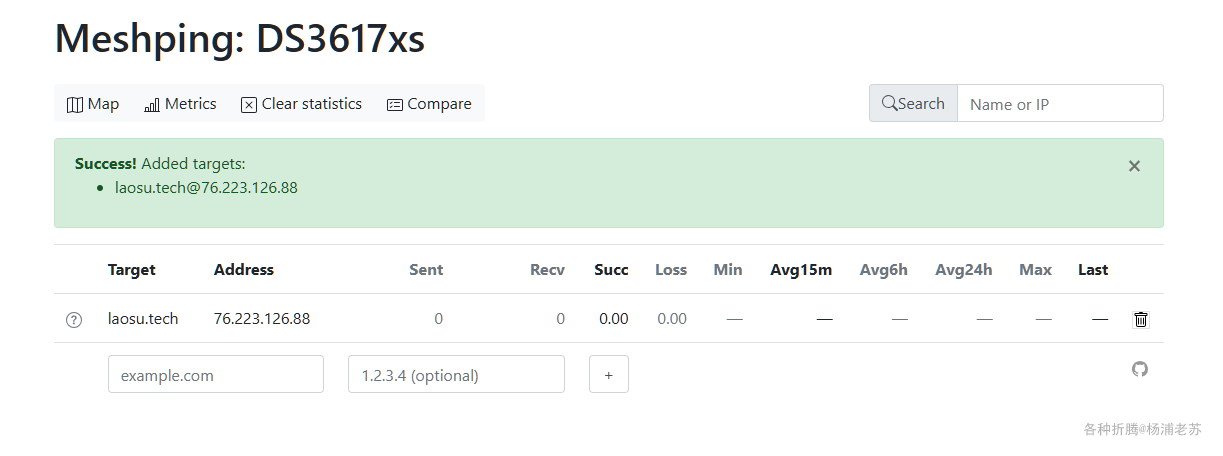 Meshping: DS3617xs
Map Metrics Clear statistics Compare Search Name or IP
Success! Added targets:
laosu.tech@76.223.126.88
Target Address Sent Recv Succ Loss Min Avg15m Avg6h Avg24h Max Last
laosu.tech 76.223.126.88 0 0 0.00 0.00 — — — — — —
example.com 1.2.3.4 (optional) +
各种折腾@杨浦老苏